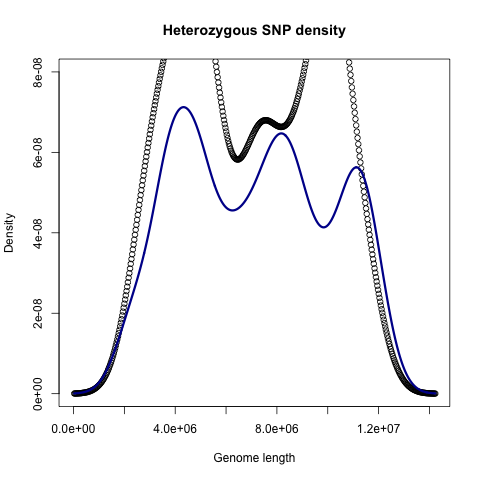 Heterozygous SNP density
Density
8e-08
6e-08
4e-08
2e-08
0e+00
0.0e+00 4.0e+06 8.0e+06 1.2e+07
Genome length